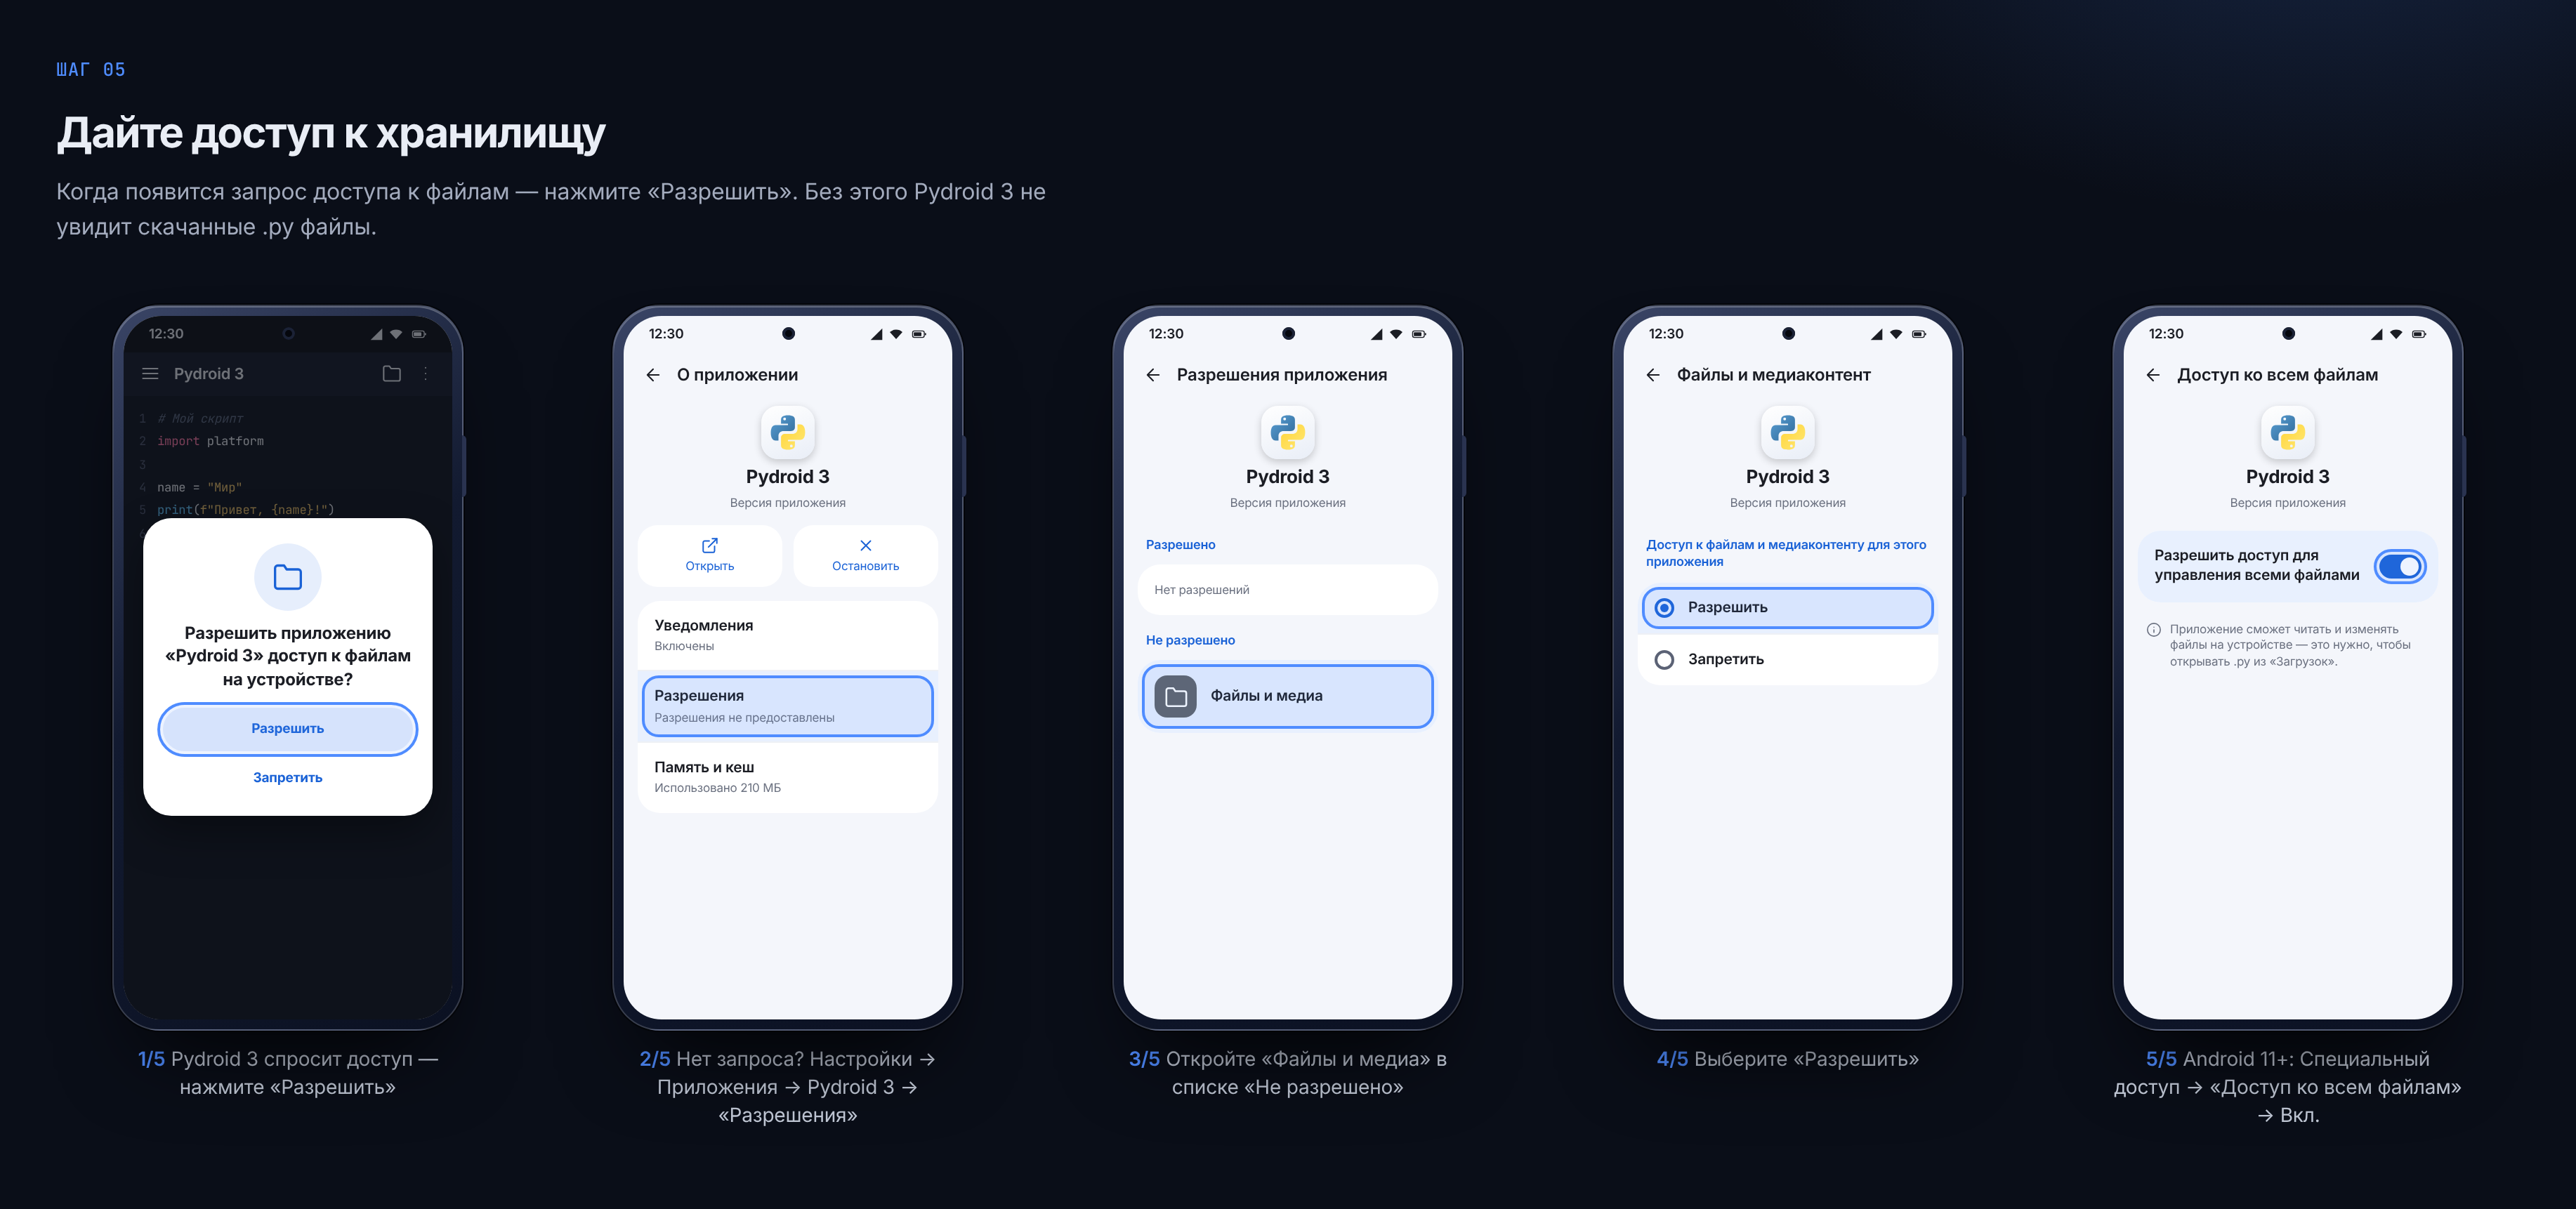 ШАГ 05
Дайте доступ к хранилищу
Когда появится запрос доступа к файлам — нажмите «Разрешить». Без этого Pydroid 3 не
увидит скачанные .py файлы.
12:30
Pydroid 3
1 # Мой скрипт
2 import platform
3
4 name = "Мир"
5 print(f"Привет, {name}!")
Разрешить приложению
«Pydroid 3» доступ к файлам
на устройстве?
Разрешить
Запретить
1/5 Pydroid 3 спросит доступ —
нажмите «Разрешить»
12:30
О приложении
Pydroid 3
Версия приложения
Открыть
Остановить
Уведомления
Включены
Разрешения
Разрешения не предоставлены
Память и кеш
Использовано 210 МБ
2/5 Нет запроса? Настройки →
Приложения → Pydroid 3 →
«Разрешения»
12:30
Разрешения приложения
Pydroid 3
Версия приложения
Разрешено
Нет разрешений
Не разрешено
Файлы и медиа
3/5 Откройте «Файлы и медиа» в
списке «Не разрешено»
12:30
Файлы и медиаконтент
Pydroid 3
Версия приложения
Доступ к файлам и медиаконтенту для этого
приложения
Разрешить
Запретить
4/5 Выберите «Разрешить»
12:30
Доступ ко всем файлам
Pydroid 3
Версия приложения
Разрешить доступ для
управления всеми файлами
Приложение сможет читать и изменять
файлы на устройстве — это нужно, чтобы
открывать .py из «Загрузок».
5/5 Android 11+: Специальный
доступ → «Доступ ко всем файлам»
→ Вкл.